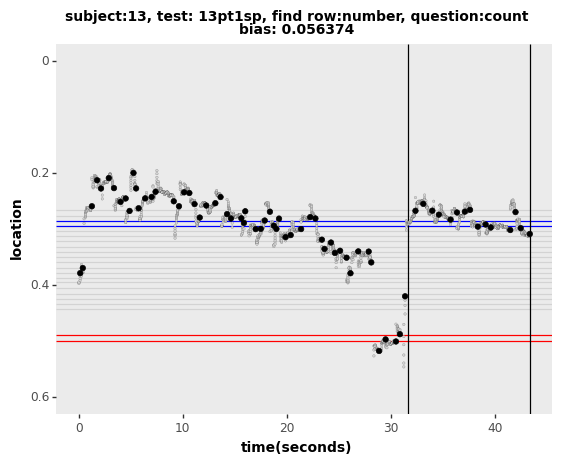 subject:13, test: 13pt1sp, find row:number, question:count
bias: 0.056374
0
0.2
0.4
0.6
location
0
10
20
30
40
time(seconds)